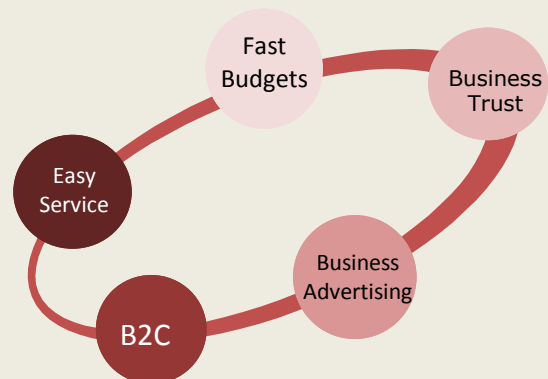 Fast
Budgets
Business
Trust
Easy
Service
Business
Advertising
B2C